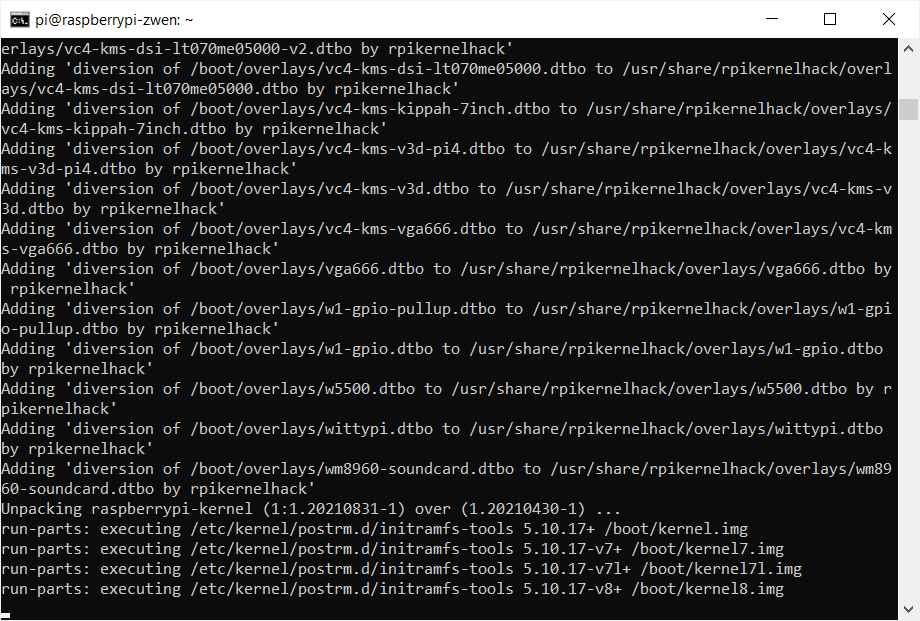 C:\.
pi@raspberrypi-zwen: ~
erlays/vc4-kms-dsi-lt070me05000-v2.dtbo by rpikernelhack'
Adding 'diversion of /boot/overlays/vc4-kms-dsi-lt070me05000.dtbo to /usr/share/rpikernelhack/overl
ays/vc4-kms-dsi-lt070me05000.dtbo by rpikernelhack'
Adding 'diversion of /boot/overlays/vc4-kms-kippah-7inch.dtbo to /usr/share/rpikernelhack/overlays/
vc4-kms-kippah-7inch.dtbo by rpikernelhack'
Adding 'diversion of /boot/overlays/vc4-kms-v3d-pi4.dtbo to /usr/share/rpikernelhack/overlays/vc4-k
ms-v3d-pi4.dtbo by rpikernelhack'
Adding 'diversion of /boot/overlays/vc4-kms-v3d.dtbo to /usr/share/rpikernelhack/overlays/vc4-kms-v
3d.dtbo by rpikernelhack'
Adding 'diversion of /boot/overlays/vc4-kms-vga666.dtbo to /usr/share/rpikernelhack/overlays/vc4-km
s-vga666.dtbo by rpikernelhack'
Adding 'diversion of /boot/overlays/vga666.dtbo to /usr/share/rpikernelhack/overlays/vga666.dtbo by
 rpikernelhack'
Adding 'diversion of /boot/overlays/w1-gpio-pullup.dtbo to /usr/share/rpikernelhack/overlays/w1-gpi
o-pullup.dtbo by rpikernelhack'
Adding 'diversion of /boot/overlays/w1-gpio.dtbo to /usr/share/rpikernelhack/overlays/w1-gpio.dtbo
by rpikernelhack'
Adding 'diversion of /boot/overlays/w5500.dtbo to /usr/share/rpikernelhack/overlays/w5500.dtbo by r
pikernelhack'
Adding 'diversion of /boot/overlays/wittypi.dtbo to /usr/share/rpikernelhack/overlays/wittypi.dtbo
by rpikernelhack'
Adding 'diversion of /boot/overlays/wm8960-soundcard.dtbo to /usr/share/rpikernelhack/overlays/wm89
60-soundcard.dtbo by rpikernelhack'
Unpacking raspberrypi-kernel (1:1.20210831-1) over (1.20210430-1) ...
run-parts: executing /etc/kernel/postrm.d/initramfs-tools 5.10.17+ /boot/kernel.img
run-parts: executing /etc/kernel/postrm.d/initramfs-tools 5.10.17-v7+ /boot/kernel7.img
run-parts: executing /etc/kernel/postrm.d/initramfs-tools 5.10.17-v7l+ /boot/kernel7l.img
run-parts: executing /etc/kernel/postrm.d/initramfs-tools 5.10.17-v8+ /boot/kernel8.img